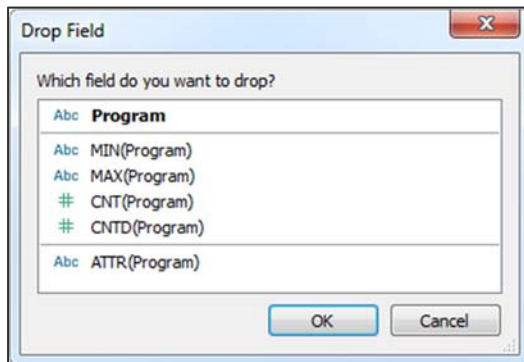 Drop Field
Which field do you want to drop?
Abc Program
Abc MIN(Program)
Abc MAX(Program)
# CNT(Program)
# CNTD(Program)
Abc ATTR(Program)
OK Cancel